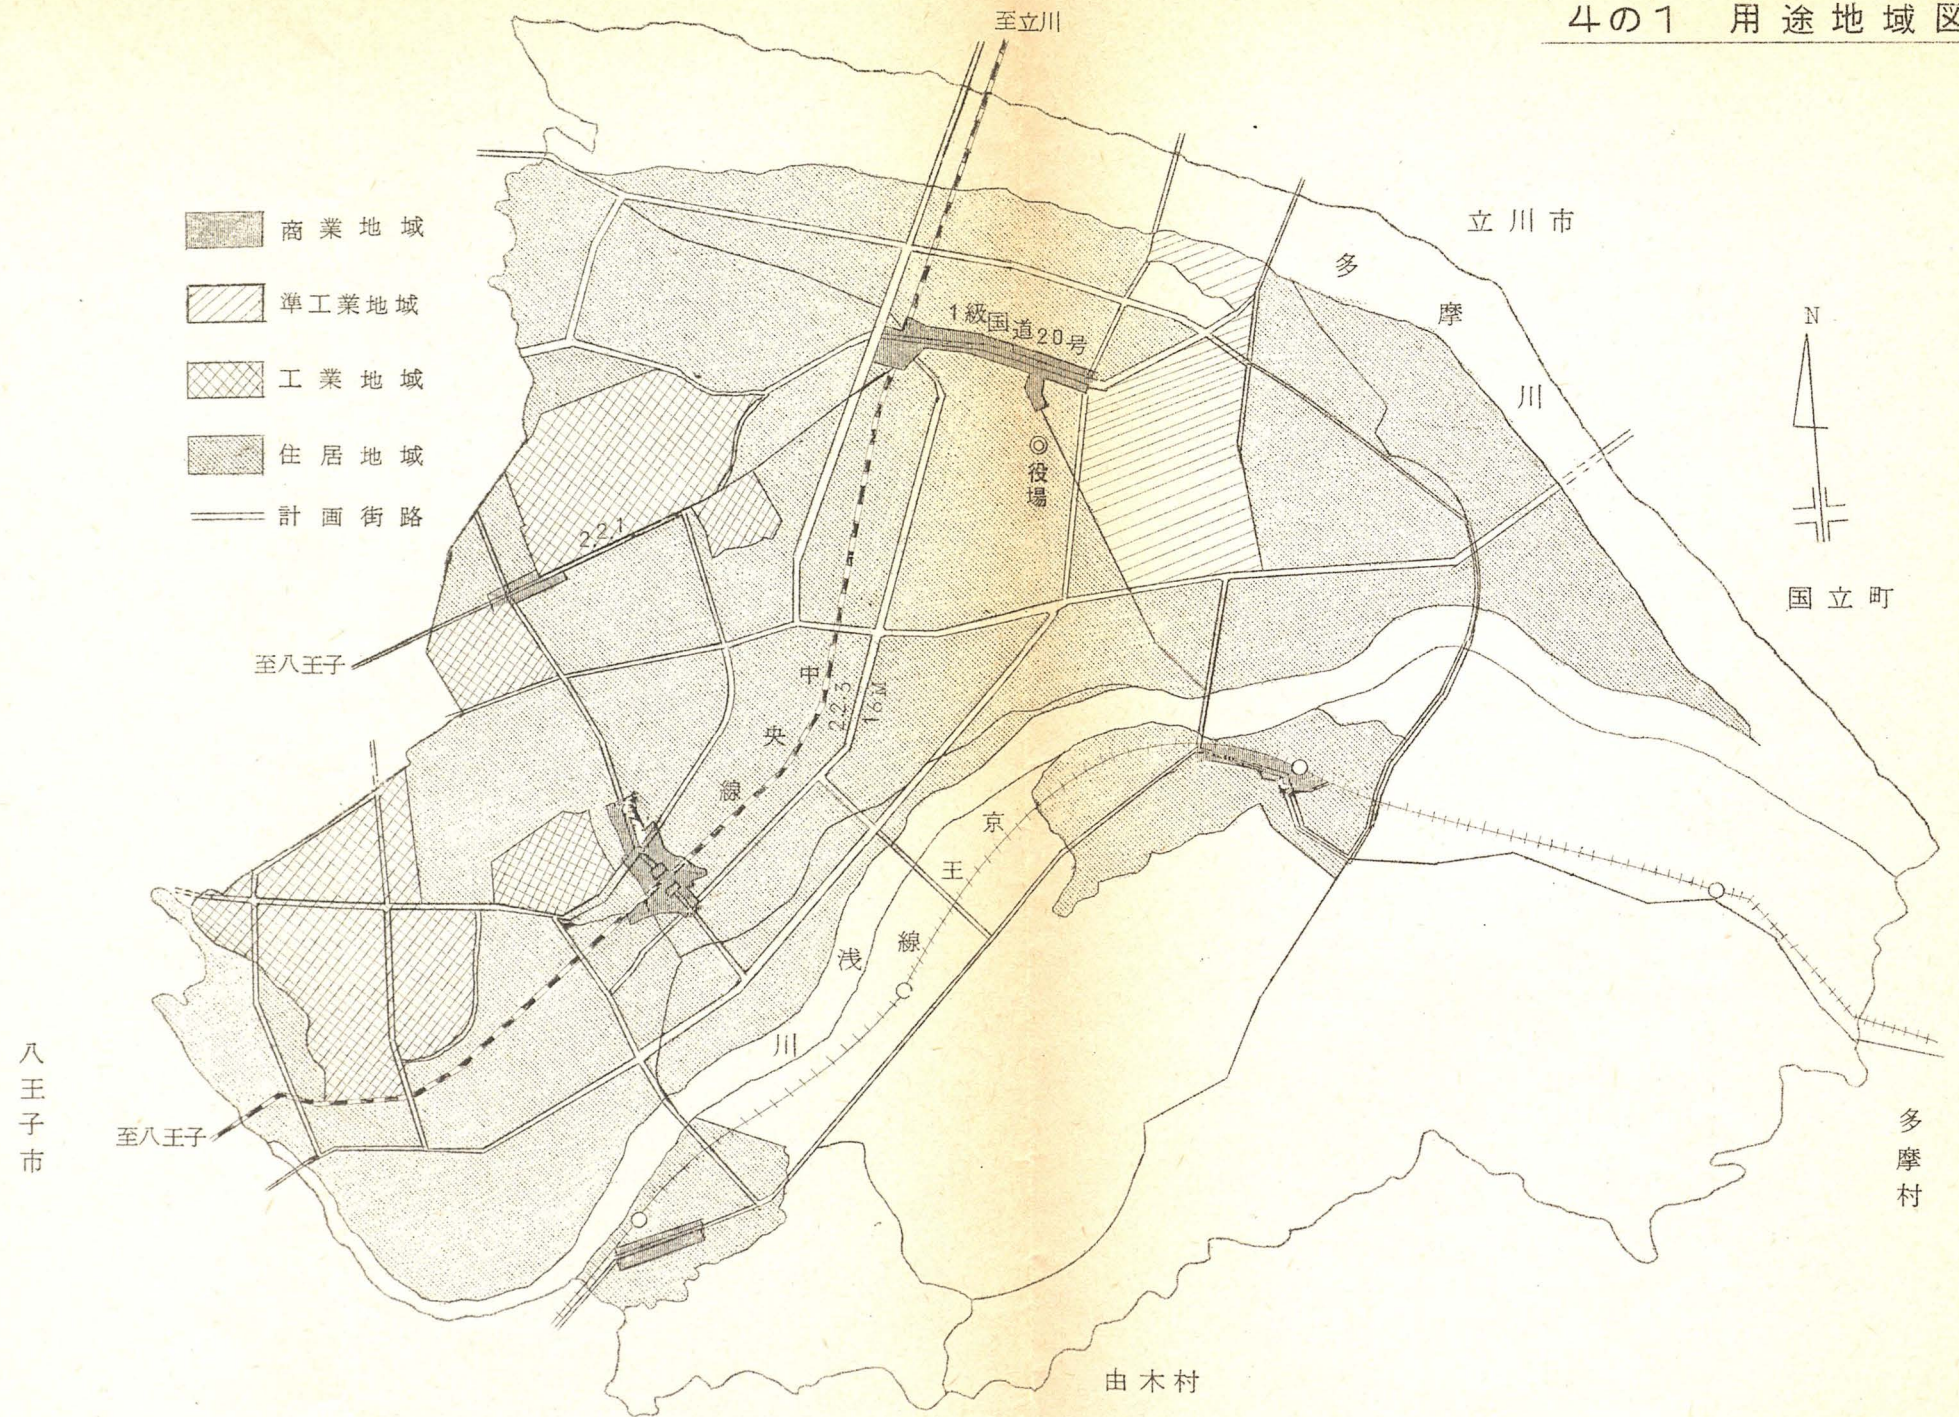 4の1 用途地域図
至立川
商業地域
準工業地域
工業地域
住居地域
計画街路
立川市
多摩川
1級国道20号
N
役場
2.2.1
国立町
至八王子
中央線
2.2.3
16M
京王線
浅川
八王子市
至八王子
多摩村
由木村